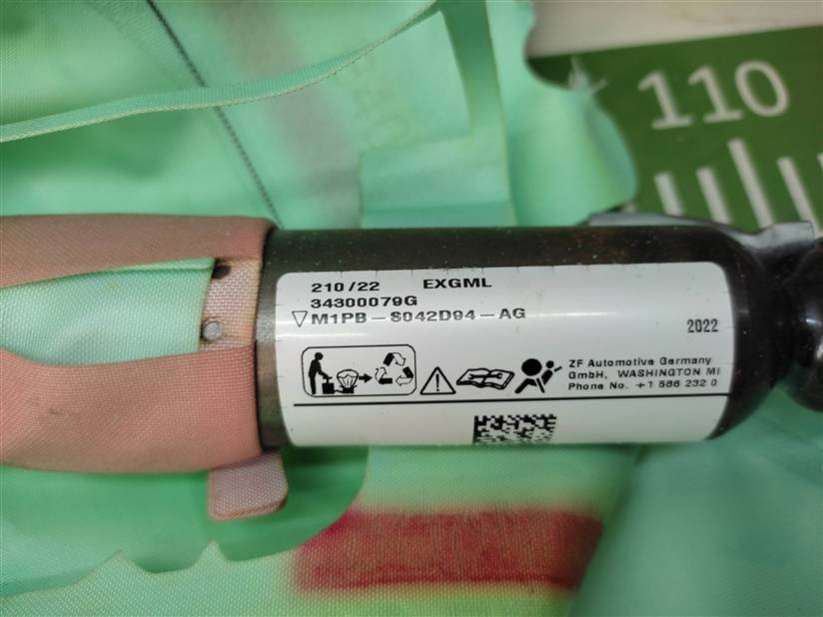 110
210/22 EXGML
34300079G
▽M1PB-S042D94-AG
2022
ZF Automotive Germany
GmbH, WASHINGTON MI
Phone No. +1 586 232 0